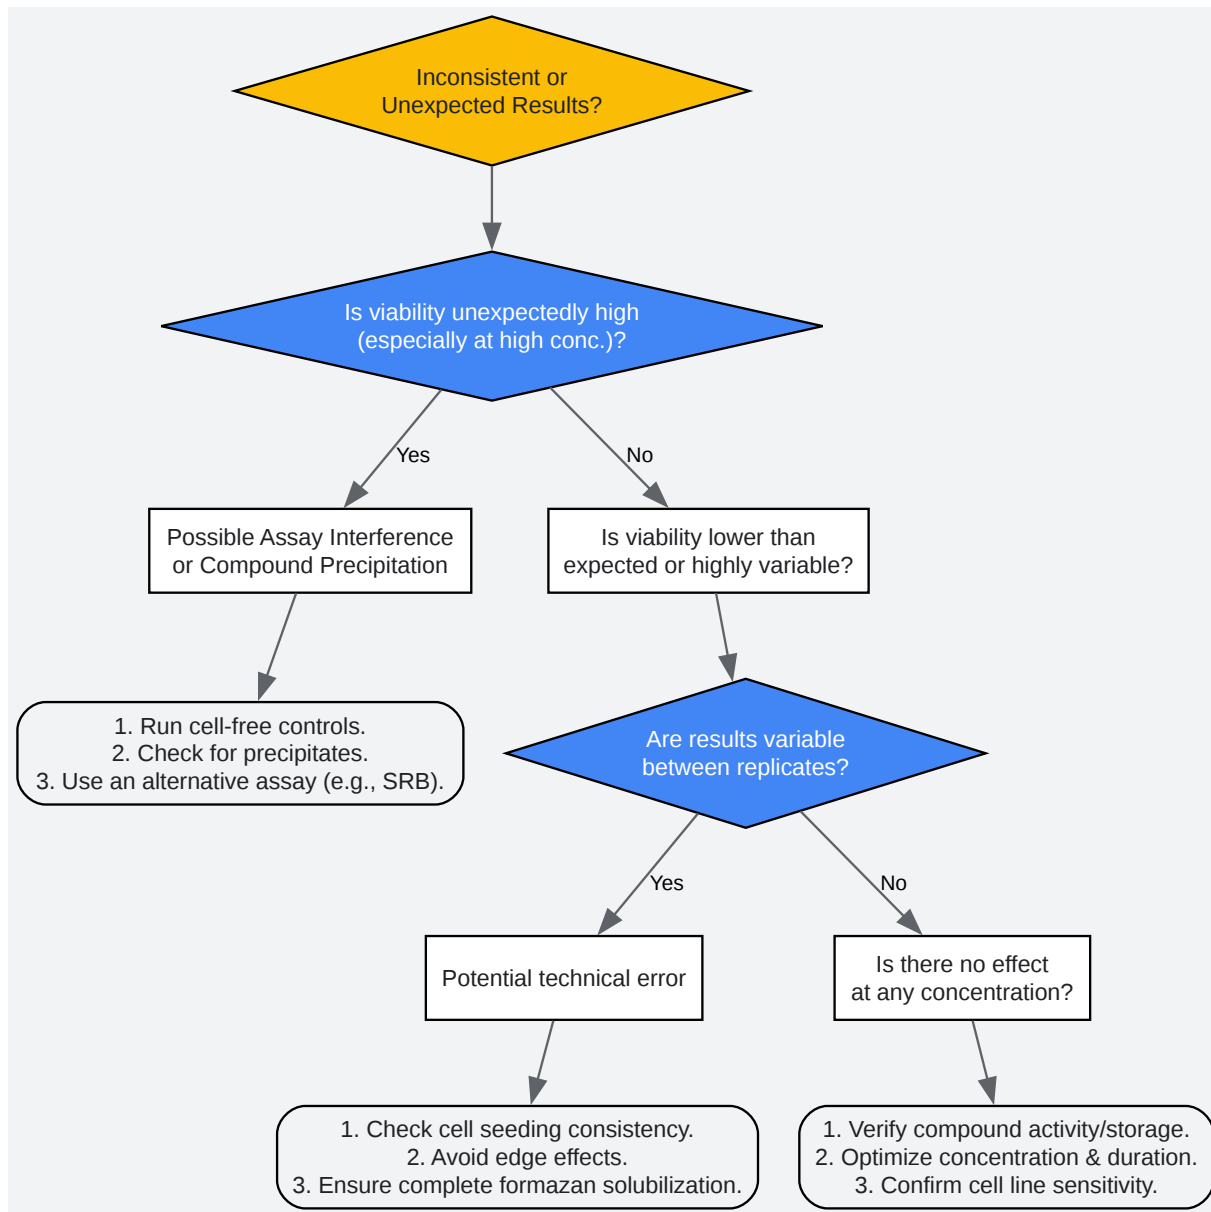 Inconsistent or
Unexpected Results?
Is viability unexpectedly high
(especially at high conc.)?
Yes
No
Possible Assay Interference
or Compound Precipitation
Is viability lower than
expected or highly variable?
1. Run cell-free controls.
2. Check for precipitates.
3. Use an alternative assay (e.g., SRB).
Are results variable
between replicates?
Yes
No
Potential technical error
Is there no effect
at any concentration?
1. Check cell seeding consistency.
2. Avoid edge effects.
3. Ensure complete formazan solubilization.
1. Verify compound activity/storage.
2. Optimize concentration & duration.
3. Confirm cell line sensitivity.